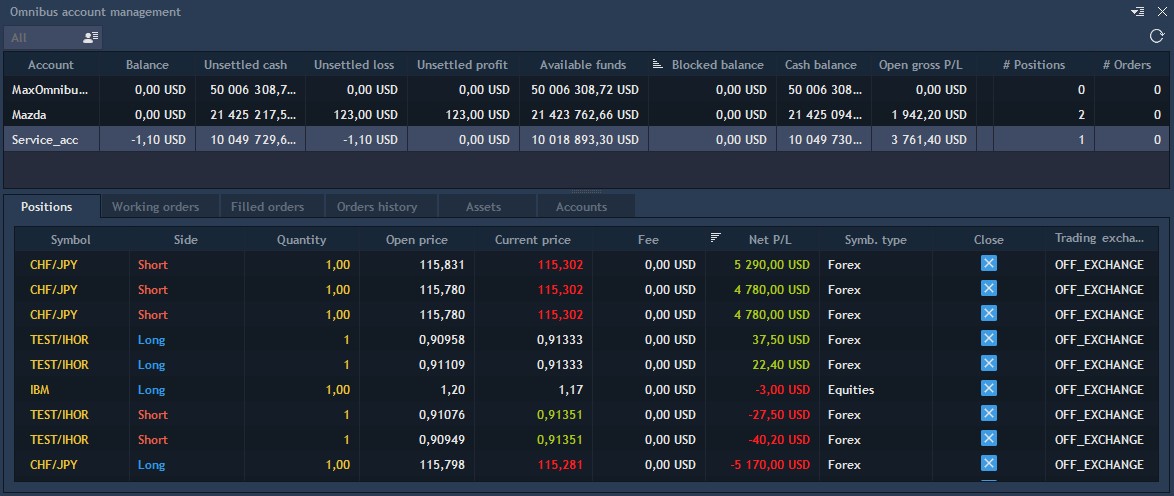 Omnibus account management
All
Account Balance Unsettled cash Unsettled loss Unsettled profit Available funds Blocked balance Cash balance Open gross P/L # Positions # Orders
MaxOmnibu... 0,00 USD 50 006 308,7... 0,00 USD 0,00 USD 50 006 308,72 USD 0,00 USD 50 006 308... 0,00 USD 0 0
Mazda 0,00 USD 21 425 217,5... 123,00 USD 123,00 USD 21 423 762,66 USD 0,00 USD 21 425 094... 1 942,20 USD 2 0
Service_acc -1,10 USD 10 049 729,6... -1,10 USD 0,00 USD 10 018 893,30 USD 0,00 USD 10 049 730... 3 761,40 USD 1 0
Positions Working orders Filled orders Orders history Assets Accounts
Symbol Side Quantity Open price Current price Fee Net P/L Symb. type Close Trading excha...
CHF/JPY Short 1,00 115,831 115,302 0,00 USD 5 290,00 USD Forex OFF_EXCHANGE
CHF/JPY Short 1,00 115,780 115,302 0,00 USD 4 780,00 USD Forex OFF_EXCHANGE
CHF/JPY Short 1,00 115,780 115,302 0,00 USD 4 780,00 USD Forex OFF_EXCHANGE
TEST/IHOR Long 1 0,90958 0,91333 0,00 USD 37,50 USD Forex OFF_EXCHANGE
TEST/IHOR Long 1 0,91109 0,91333 0,00 USD 22,40 USD Forex OFF_EXCHANGE
IBM Long 1,00 1,20 1,17 0,00 USD -3,00 USD Equities OFF_EXCHANGE
TEST/IHOR Short 1 0,91076 0,91351 0,00 USD -27,50 USD Forex OFF_EXCHANGE
TEST/IHOR Short 1 0,90949 0,91351 0,00 USD -40,20 USD Forex OFF_EXCHANGE
CHF/JPY Long 1,00 115,798 115,281 0,00 USD -5 170,00 USD Forex OFF_EXCHANGE